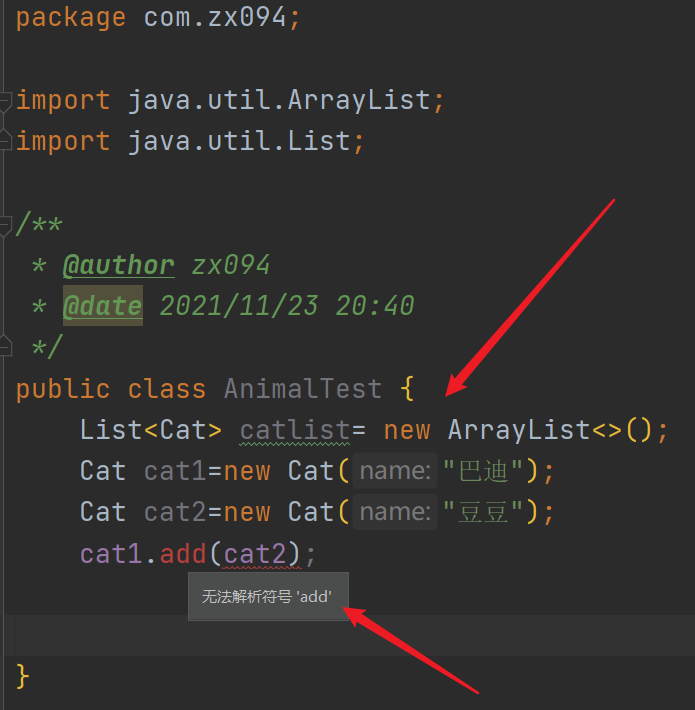 package com.zx094;
import java.util.ArrayList;
import java.util.List;
/**
* @author zx094
* @date 2021/11/23 20:40
*/
public class AnimalTest {
List<Cat> catlist= new ArrayList<>();
Cat cat1=new Cat( name: "巴迪");
Cat cat2=new Cat( name: "豆豆");
cat1.add(cat2);
无法解析符号 'add'
}